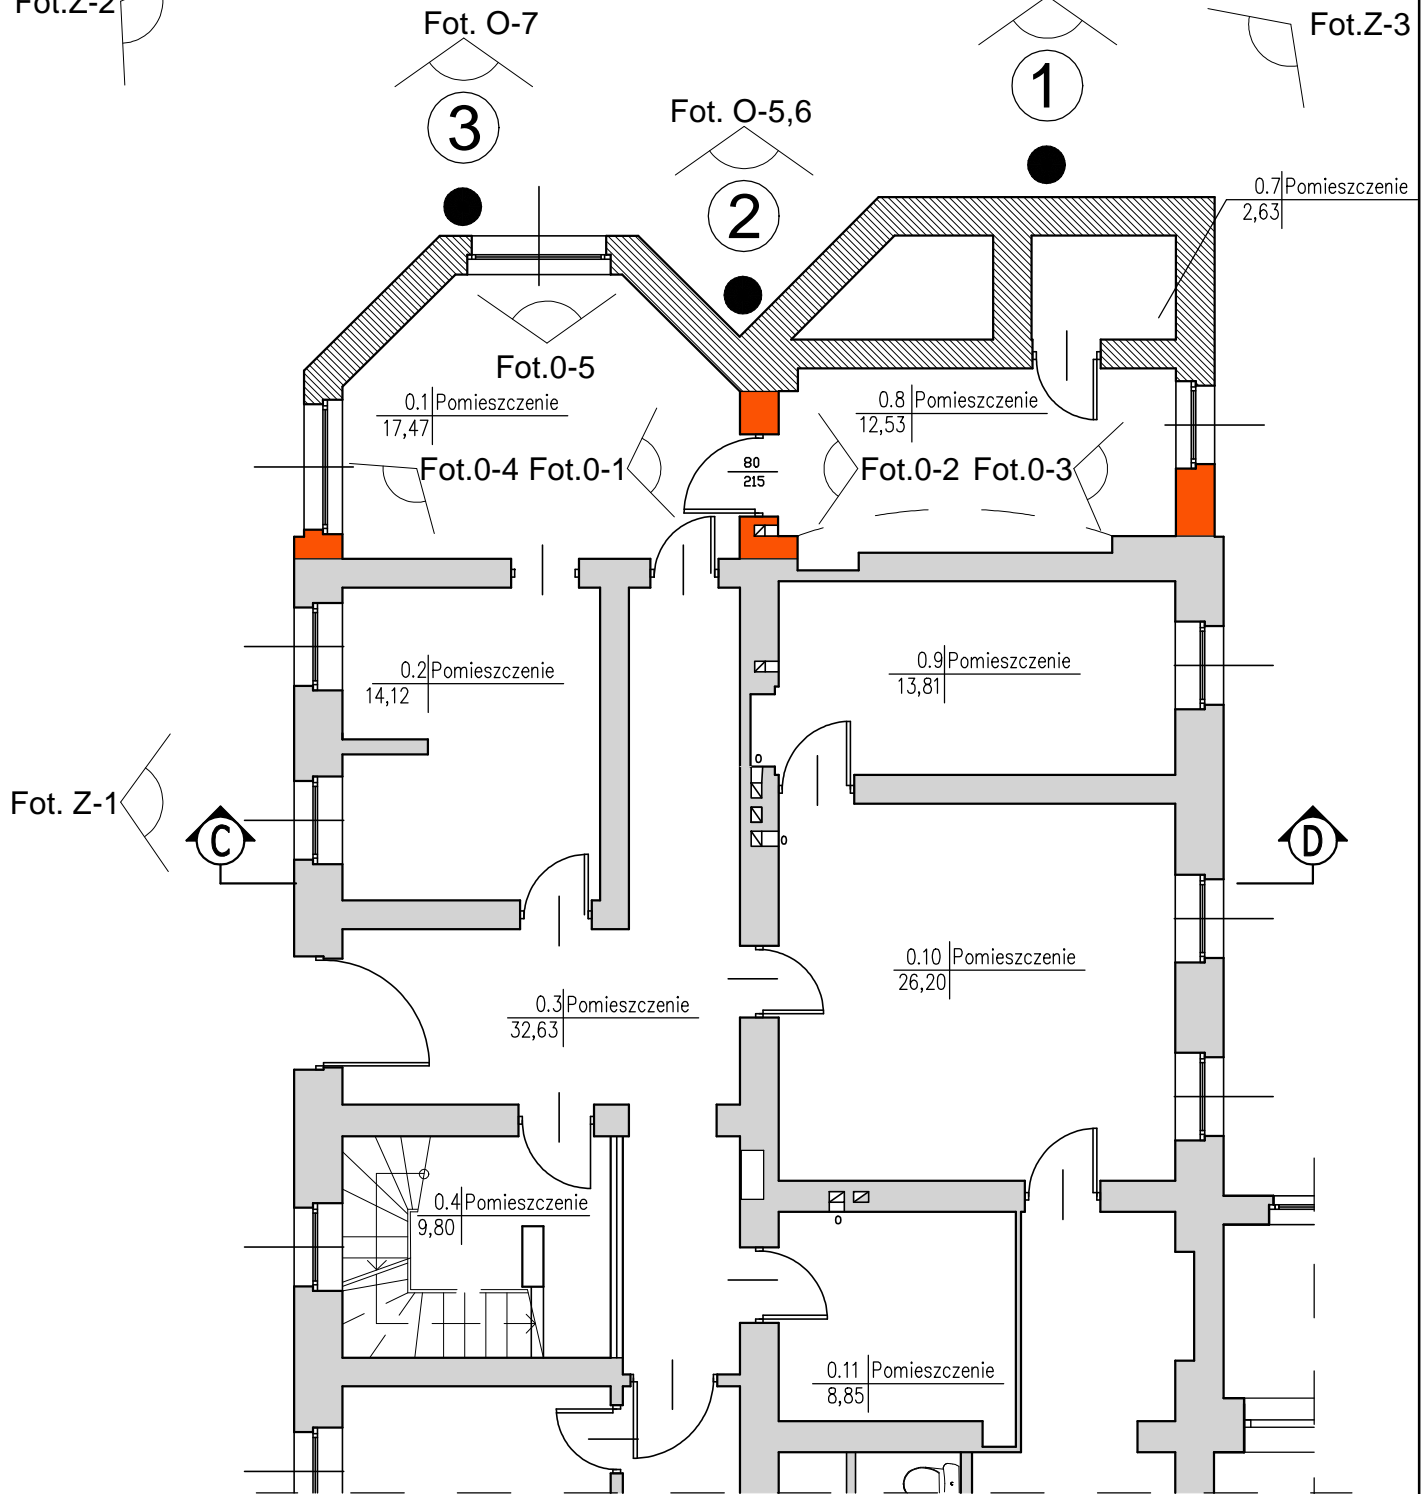 Fot.Z-2
Fot. O-7
Fot.Z-3
3
1
Fot. O-5,6
2
0.7 Pomieszczenie
2,63
Fot.0-5
0.1 Pomieszczenie
17,47
0.8 Pomieszczenie
12,53
Fot.0-4 Fot.0-1
80
215
Fot.0-2 Fot.0-3
0.2 Pomieszczenie
14,12
0.9 Pomieszczenie
13,81
Fot. Z-1
C
D
0.10 Pomieszczenie
26,20
0.3 Pomieszczenie
32,63
0.4 Pomieszczenie
9,80
0.11 Pomieszczenie
8,85